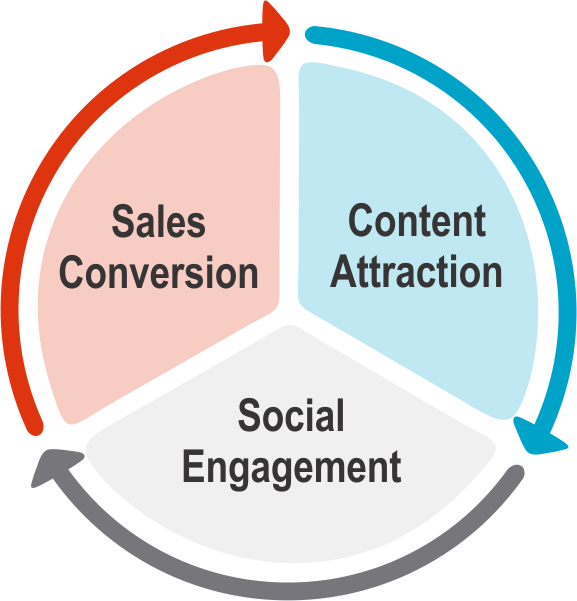 Sales
Conversion
Content
Attraction
Social
Engagement